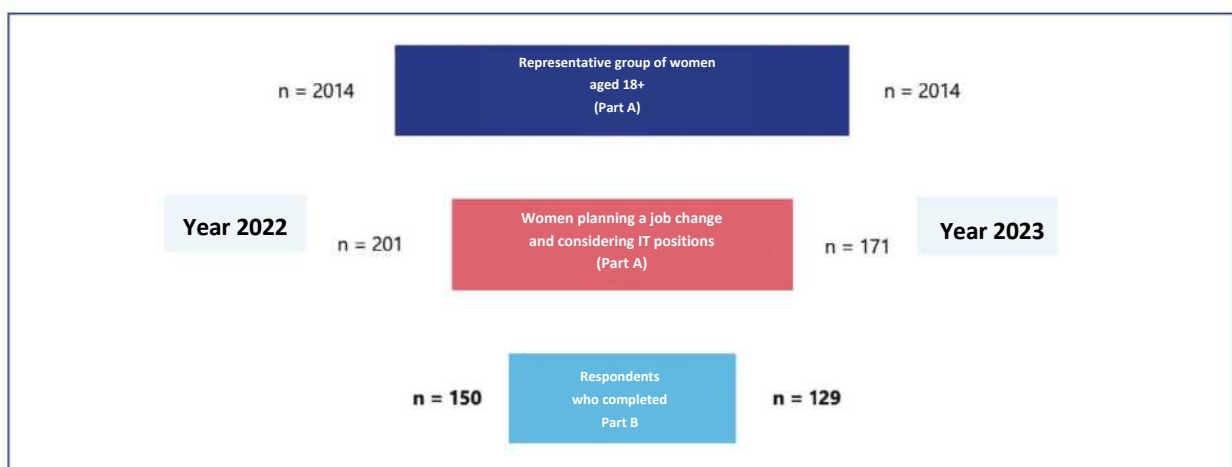 Representative group of women
aged 18+
(Part A)
n = 2014
n = 2014
Women planning a job change
and considering IT positions
(Part A)
Year 2022
n = 201
n = 171
Year 2023
Respondents
who completed
Part B
n = 150
n = 129